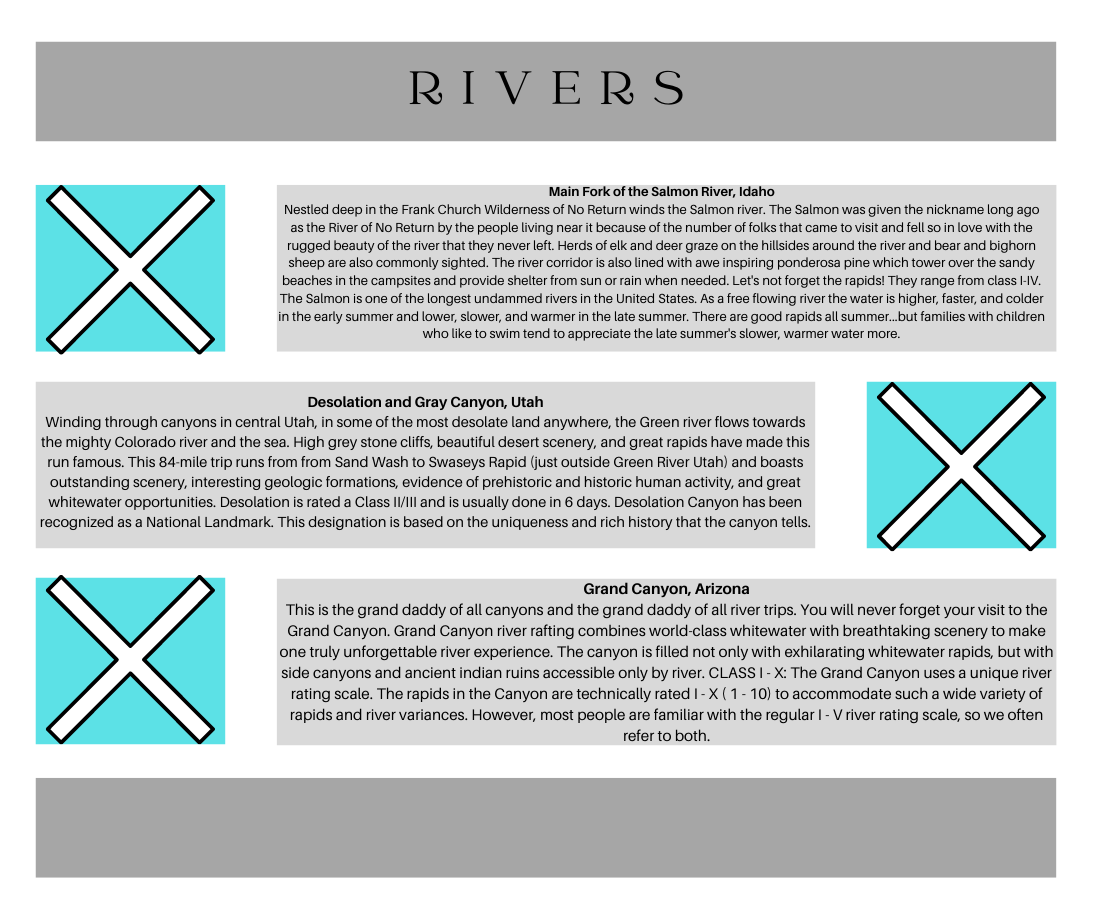 RIVERS
Main Fork of the Salmon River, Idaho
Nestled deep in the Frank Church Wilderness of No Return winds the Salmon river. The Salmon was given the nickname long ago
as the River of No Return by the people living near it because of the number of folks that came to visit and fell so in love with the
rugged beauty of the river that they never left. Herds of elk and deer graze on the hillsides around the river and bear and bighorn
sheep are also commonly sighted. The river corridor is also lined with awe inspiring ponderosa pine which tower over the sandy
beaches in the campsites and provide shelter from sun or rain when needed. Let's not forget the rapids! They range from class I-IV.
The Salmon is one of the longest undammed rivers in the United States. As a free flowing river the water is higher, faster, and colder
in the early summer and lower, slower, and warmer in the late summer. There are good rapids all summer...but families with children
who like to swim tend to appreciate the late summer's slower, warmer water more.
Desolation and Gray Canyon, Utah
Winding through canyons in central Utah, in some of the most desolate land anywhere, the Green river flows towards
the mighty Colorado river and the sea. High grey stone cliffs, beautiful desert scenery, and great rapids have made this
run famous. This 84-mile trip runs from from Sand Wash to Swaseys Rapid (just outside Green River Utah) and boasts
outstanding scenery, interesting geologic formations, evidence of prehistoric and historic human activity, and great
whitewater opportunities. Desolation is rated a Class II/III and is usually done in 6 days. Desolation Canyon has been
recognized as a National Landmark. This designation is based on the uniqueness and rich history that the canyon tells.
Grand Canyon, Arizona
This is the grand daddy of all canyons and the grand daddy of all river trips. You will never forget your visit to the
Grand Canyon. Grand Canyon river rafting combines world-class whitewater with breathtaking scenery to make
one truly unforgettable river experience. The canyon is filled not only with exhilarating whitewater rapids, but with
side canyons and ancient indian ruins accessible only by river. CLASS I - X: The Grand Canyon uses a unique river
rating scale. The rapids in the Canyon are technically rated I - X ( 1 - 10) to accommodate such a wide variety of
rapids and river variances. However, most people are familiar with the regular I - V river rating scale, so we often
refer to both.